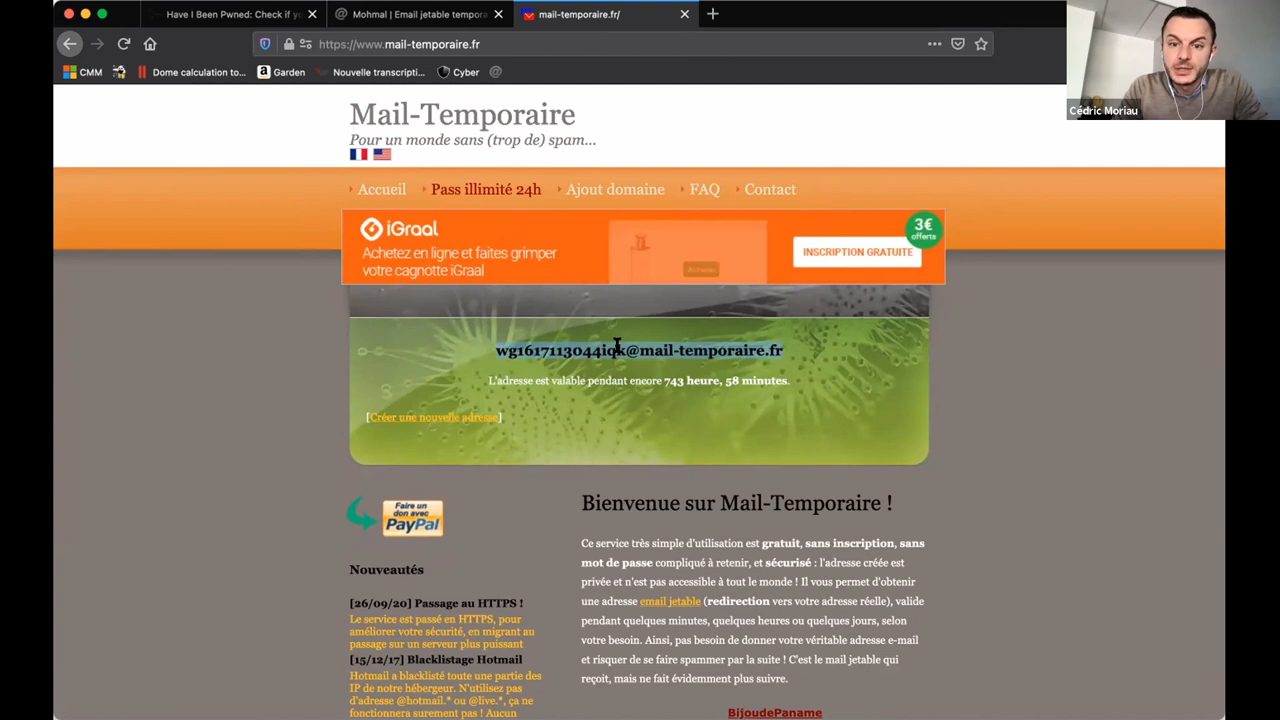 Have I Been Pwned: Check if yo
Mohmal | Email jetable tempora
mail-temporaire.fr/
https://www.mail-temporaire.fr
CMM
Dome calculation to...
Garden
Nouvelle transcripti...
Cyber
Cédric Moriau
Mail-Temporaire
Pour un monde sans (trop de) spam...
Accueil
Pass illimité 24h
Ajout domaine
FAQ
Contact
iGraal
Achetez en ligne et faites grimper
votre cagnotte iGraal
Acheter
INSCRIPTION GRATUITE
3€
offerts
wg1617113044iqk@mail-temporaire.fr
L'adresse est valable pendant encore 743 heure, 58 minutes.
[Créer une nouvelle adresse]
Faire un
don avec
PayPal
Nouveautés
[26/09/20] Passage au HTTPS !
Le service est passé en HTTPS, pour
améliorer votre sécurité, en migrant au
passage sur un serveur plus puissant
[15/12/17] Blacklistage Hotmail
Hotmail a blacklisté toute une partie des
IP de notre hébergeur. N'utilisez pas
d'adresse @hotmail.* ou @live.*, ça ne
fonctionnera surement pas ! Aucun
Bienvenue sur Mail-Temporaire !
Ce service très simple d'utilisation est gratuit, sans inscription, sans
mot de passe compliqué à retenir, et sécurisé : l'adresse créée est
privée et n'est pas accessible à tout le monde ! Il vous permet d'obtenir
une adresse email jetable (redirection vers votre adresse réelle), valide
pendant quelques minutes, quelques heures ou quelques jours, selon
votre besoin. Ainsi, pas besoin de donner votre véritable adresse e-mail
et risquer de se faire spammer par la suite ! C'est le mail jetable qui
reçoit, mais ne fait évidemment plus suivre.
BijoudePaname